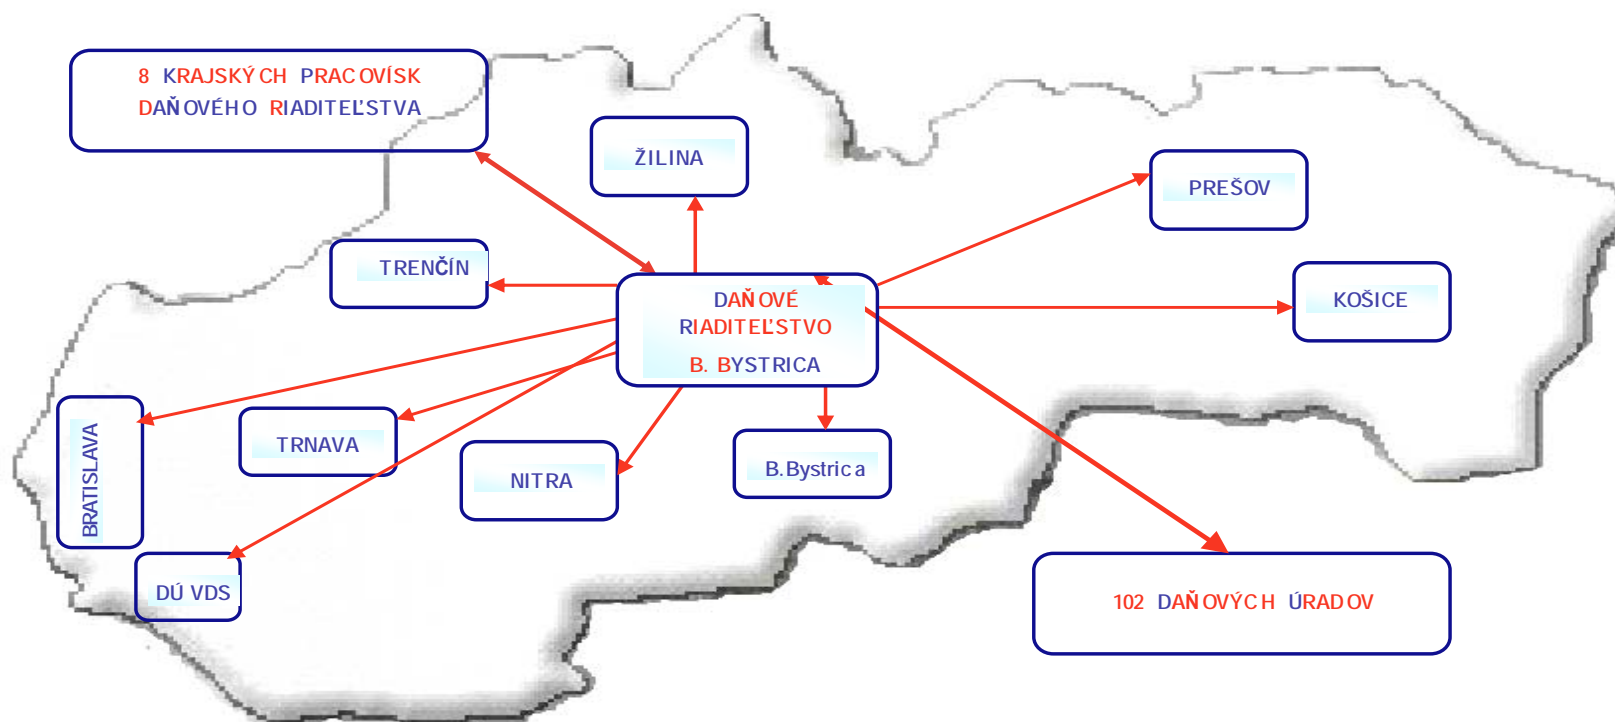 8 KRAJSKÝCH PRACOVÍSK
DAŇOVÉHO RIADITEĽSTVA
ŽILINA
PREŠOV
TRENČÍN
KOŠICE
DAŇOVÉ
RIADITEĽSTVO
B. BYSTRICA
BRATISLAVA
TRNAVA
NITRA
B.Bystrica
DÚ VDS
102 DAŇOVÝCH ÚRADOV